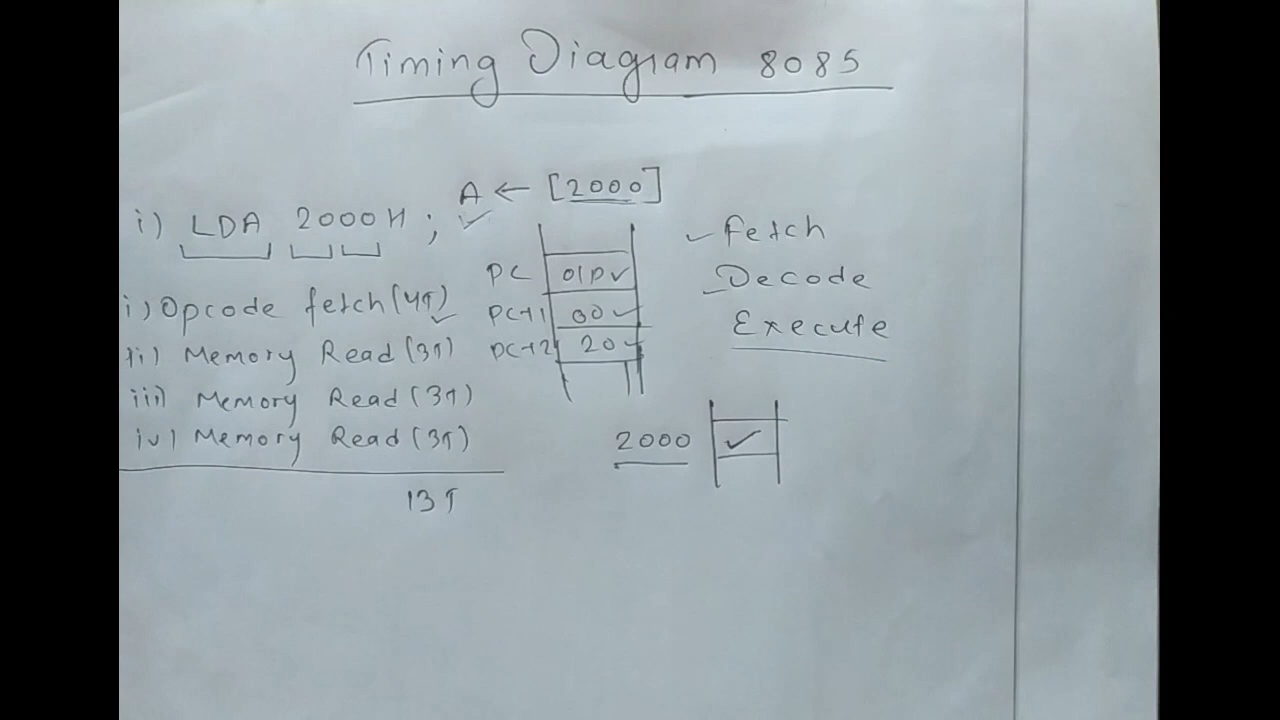 Timing Diagram 8085
A ← [2000]
i) LDA 2000H ;
PC O/P ✓
PC+1 00 ✓
PC+2 20 ✓
✓ Fetch
Decode
Execute
i) Opcode fetch (4T)
ii) Memory Read (3T)
iii) Memory Read (3T)
iv) Memory Read (3T)
13T
2000 ✓